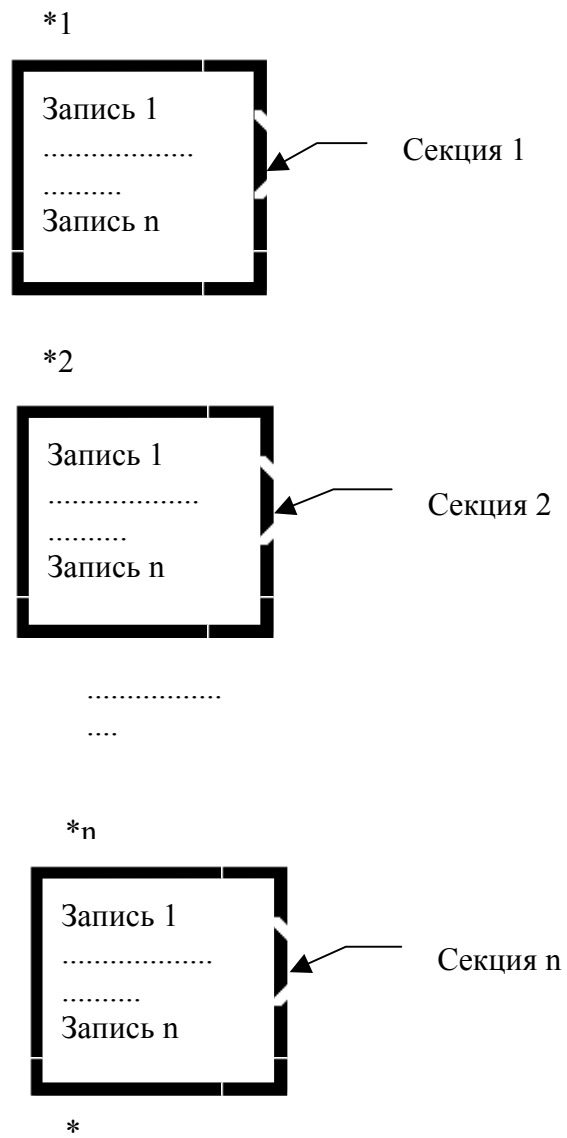 *1
Запись 1
...................
..........
Запись n
Секция 1
*2
Запись 1
...................
..........
Запись n
Секция 2
.................
....
*n
Запись 1
...................
..........
Запись n
Секция n
*